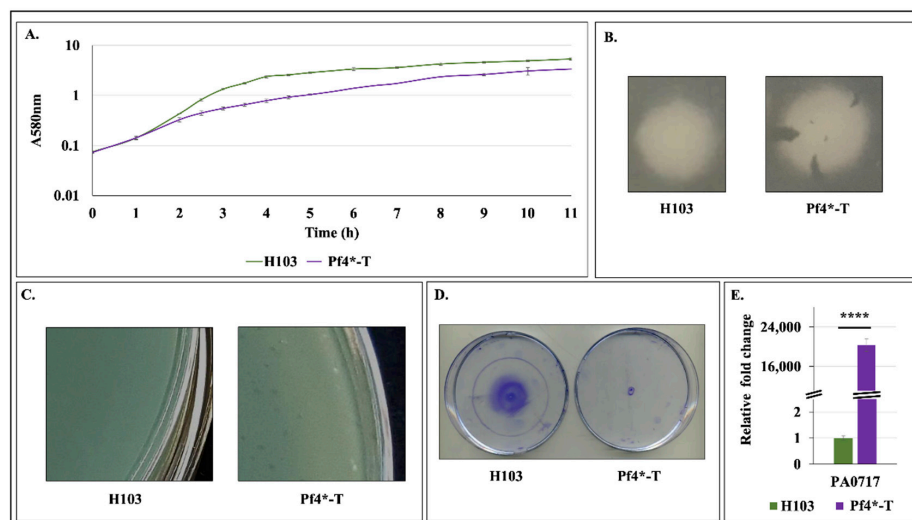 A.
10
1
0.1
0.01
A580nm
0 1 2 3 4 5 6 7 8 9 10 11
Time (h)
H103 Pf4*-T
B.
H103 Pf4*-T
C.
H103 Pf4*-T
D.
H103 Pf4*-T
E.
****
24,000
16,000
2
1
0
Relative fold change
PA0717
H103 Pf4*-T